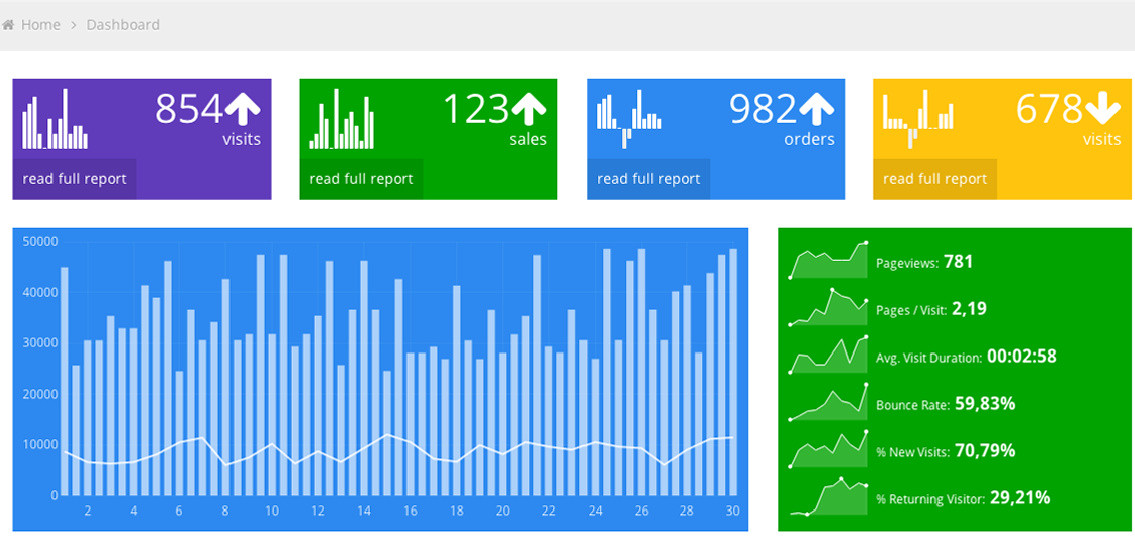 Home > Dashboard
854
visits
read full report
123
sales
read full report
982
orders
read full report
678
visits
read full report
50000
40000
30000
20000
10000
0
2 4 6 8 10 12 14 15 16 18 20 22 24 26 28 30
Pageviews: 781
Pages / Visit: 2,19
Avg. Visit Duration: 00:02:58
Bounce Rate: 59,83%
% New Visits: 70,79%
% Returning Visitor: 29,21%